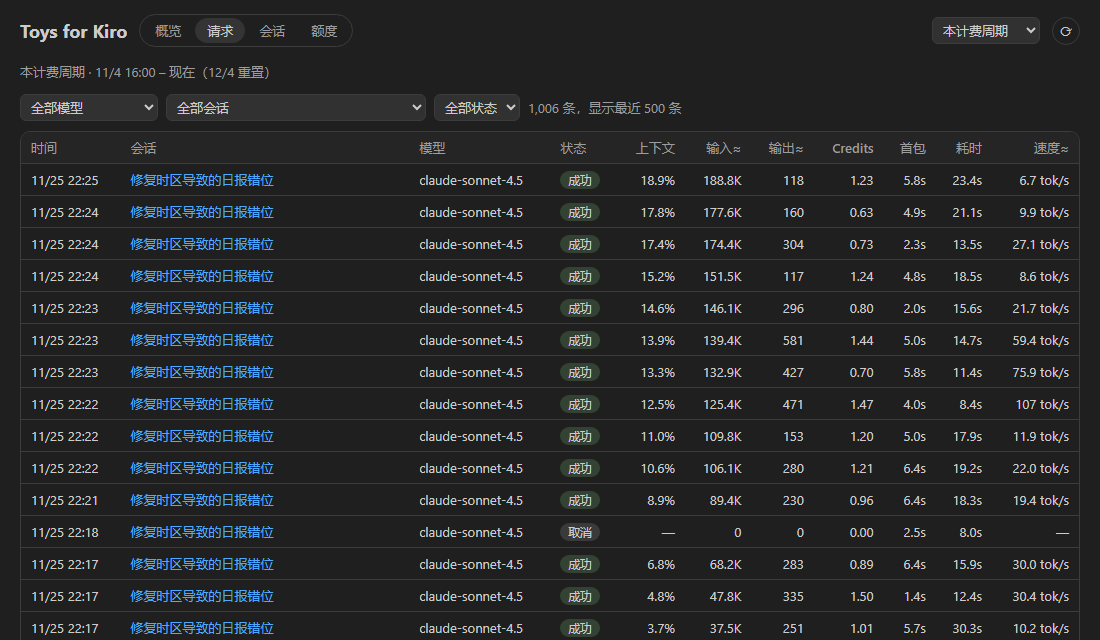 Toys for Kiro 概览 请求 会话 额度 本计费周期
本计费周期 · 11/4 16:00 – 现在（12/4 重置）
全部模型 全部会话 全部状态 1,006 条，显示最近 500 条
时间 会话 模型 状态 上下文 输入≈ 输出≈ Credits 首包 耗时 速度≈
11/25 22:25 修复时区导致的日报错位 claude-sonnet-4.5 成功 18.9% 188.8K 118 1.23 5.8s 23.4s 6.7 tok/s
11/25 22:24 修复时区导致的日报错位 claude-sonnet-4.5 成功 17.8% 177.6K 160 0.63 4.9s 21.1s 9.9 tok/s
11/25 22:24 修复时区导致的日报错位 claude-sonnet-4.5 成功 17.4% 174.4K 304 0.73 2.3s 13.5s 27.1 tok/s
11/25 22:24 修复时区导致的日报错位 claude-sonnet-4.5 成功 15.2% 151.5K 117 1.24 4.8s 18.5s 8.6 tok/s
11/25 22:23 修复时区导致的日报错位 claude-sonnet-4.5 成功 14.6% 146.1K 296 0.80 2.0s 15.6s 21.7 tok/s
11/25 22:23 修复时区导致的日报错位 claude-sonnet-4.5 成功 13.9% 139.4K 581 1.44 5.0s 14.7s 59.4 tok/s
11/25 22:23 修复时区导致的日报错位 claude-sonnet-4.5 成功 13.3% 132.9K 427 0.70 5.8s 11.4s 75.9 tok/s
11/25 22:22 修复时区导致的日报错位 claude-sonnet-4.5 成功 12.5% 125.4K 471 1.47 4.0s 8.4s 107 tok/s
11/25 22:22 修复时区导致的日报错位 claude-sonnet-4.5 成功 11.0% 109.8K 153 1.20 5.0s 17.9s 11.9 tok/s
11/25 22:22 修复时区导致的日报错位 claude-sonnet-4.5 成功 10.6% 106.1K 280 1.21 6.4s 19.2s 22.0 tok/s
11/25 22:21 修复时区导致的日报错位 claude-sonnet-4.5 成功 8.9% 89.4K 230 0.96 6.4s 18.3s 19.4 tok/s
11/25 22:18 修复时区导致的日报错位 claude-sonnet-4.5 取消 — 0 0 0.00 2.5s 8.0s —
11/25 22:17 修复时区导致的日报错位 claude-sonnet-4.5 成功 6.8% 68.2K 283 0.89 6.4s 15.9s 30.0 tok/s
11/25 22:17 修复时区导致的日报错位 claude-sonnet-4.5 成功 4.8% 47.8K 335 1.50 1.4s 12.4s 30.4 tok/s
11/25 22:17 修复时区导致的日报错位 claude-sonnet-4.5 成功 3.7% 37.5K 251 1.01 5.7s 30.3s 10.2 tok/s